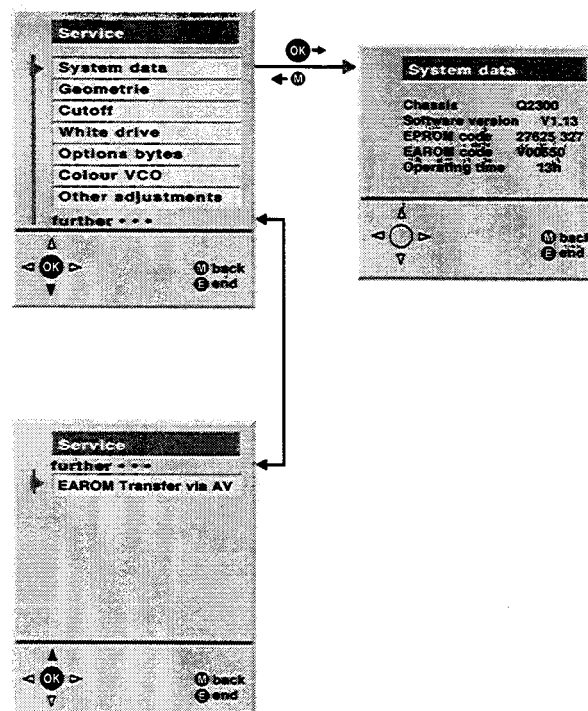 Service
System data
Geometrie
Cutoff
White drive
Options bytes
Colour VCO
Other adjustments
further • • •
OK
M back
E end
OK
M
System data
Chassis Q2300
Software version V1.13
EPROM code 27625 327
EAROM code V00550
Operating time 13h
M back
E end
Service
further • • •
EAROM Transfer via AV
OK
M back
E end